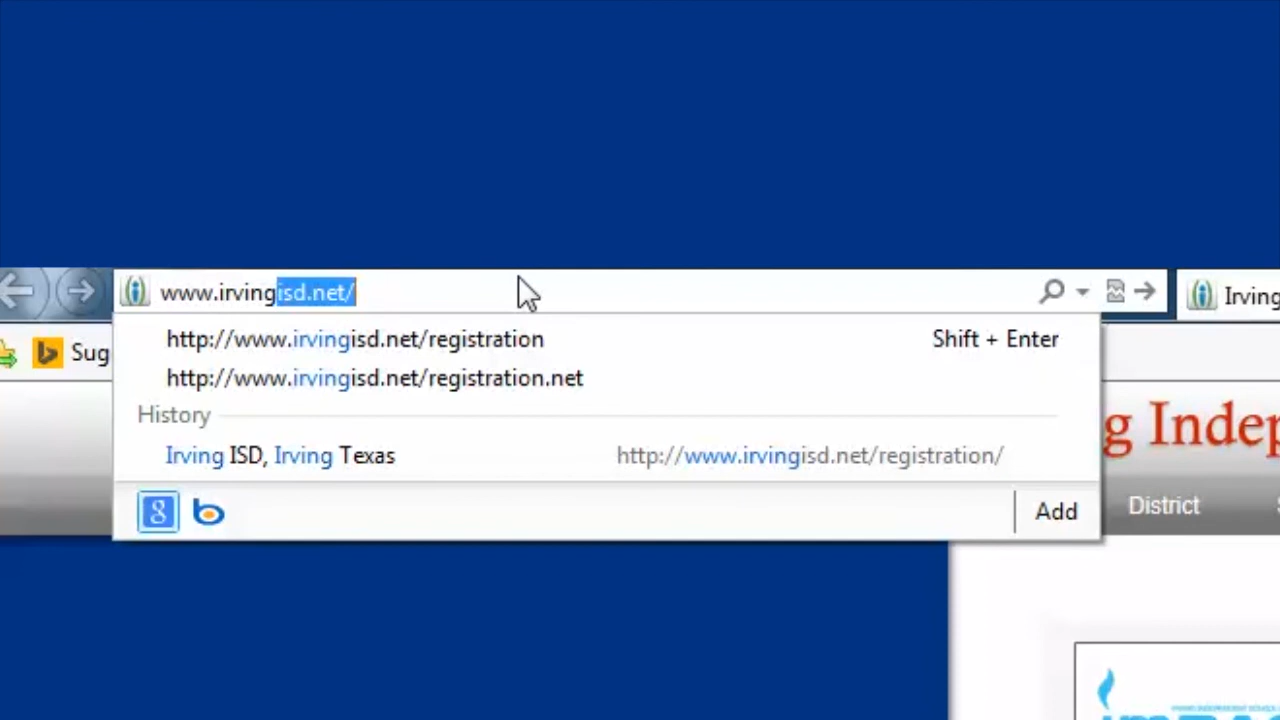 www.irvingisd.net/
Irving
http://www.irvingisd.net/registration Shift + Enter
Sug
http://www.irvingisd.net/registration.net
History
g Indep
Irving ISD, Irving Texas http://www.irvingisd.net/registration/
District
8 Add